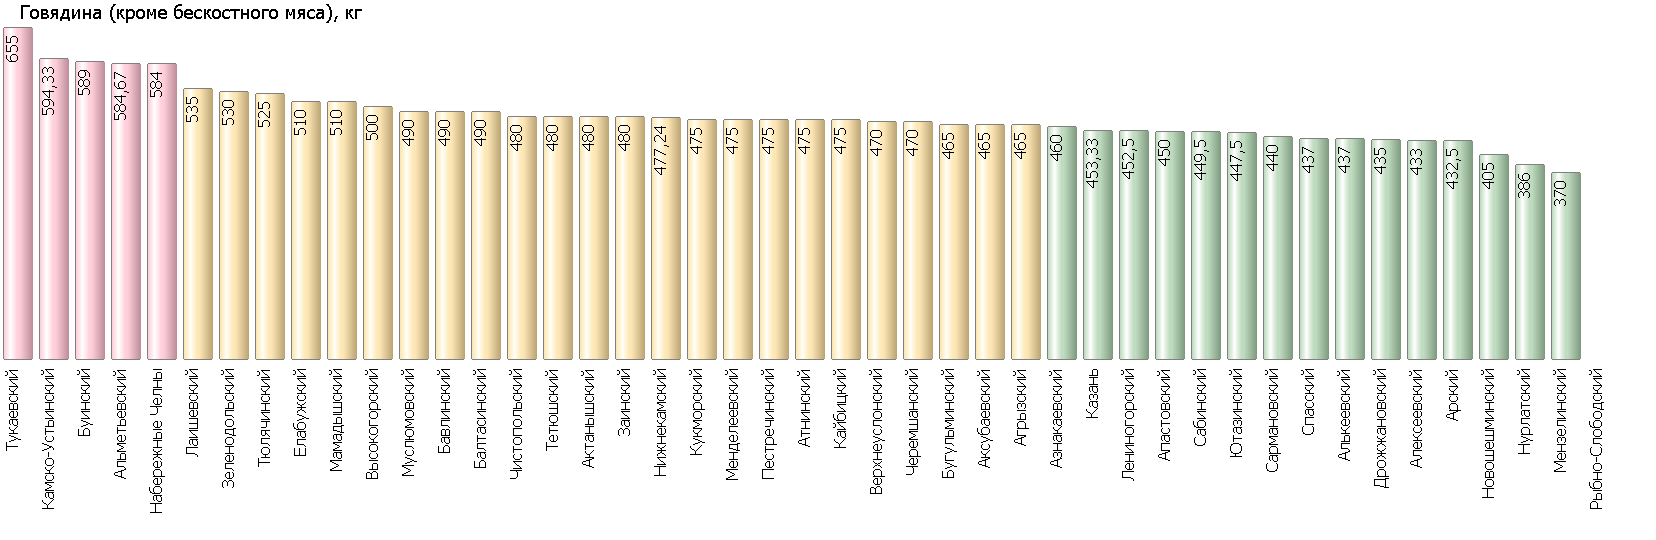 Говядина (кроме бескостного мяса), кг
655
594,33
589
584,67
584
535
530
525
510
510
500
490
490
490
480
480
480
480
477,24
475
475
475
475
475
470
470
465
465
465
460
453,33
452,5
450
449,5
447,5
440
437
437
435
433
432,5
405
386
370
Тукаевский
Камско-Устьинский
Буинский
Альметьевский
Набережные Челны
Лаишевский
Зеленодольский
Тюлячинский
Елабужский
Мамадышский
Высокогорский
Муслюмовский
Бавлинский
Балтасинский
Чистопольский
Тетюшский
Актанышский
Заинский
Нижнекамский
Кукморский
Менделеевский
Пестречинский
Атнинский
Кайбицкий
Верхнеуслонский
Черемшанский
Бугульминский
Аксубаевский
Агрызский
Азнакаевский
Казань
Лениногорский
Апастовский
Сабинский
Ютазинский
Сармановский
Спасский
Алькеевский
Дрожжановский
Алексеевский
Арский
Новошешминский
Нурлатский
Мензелинский
Рыбно-Слободский